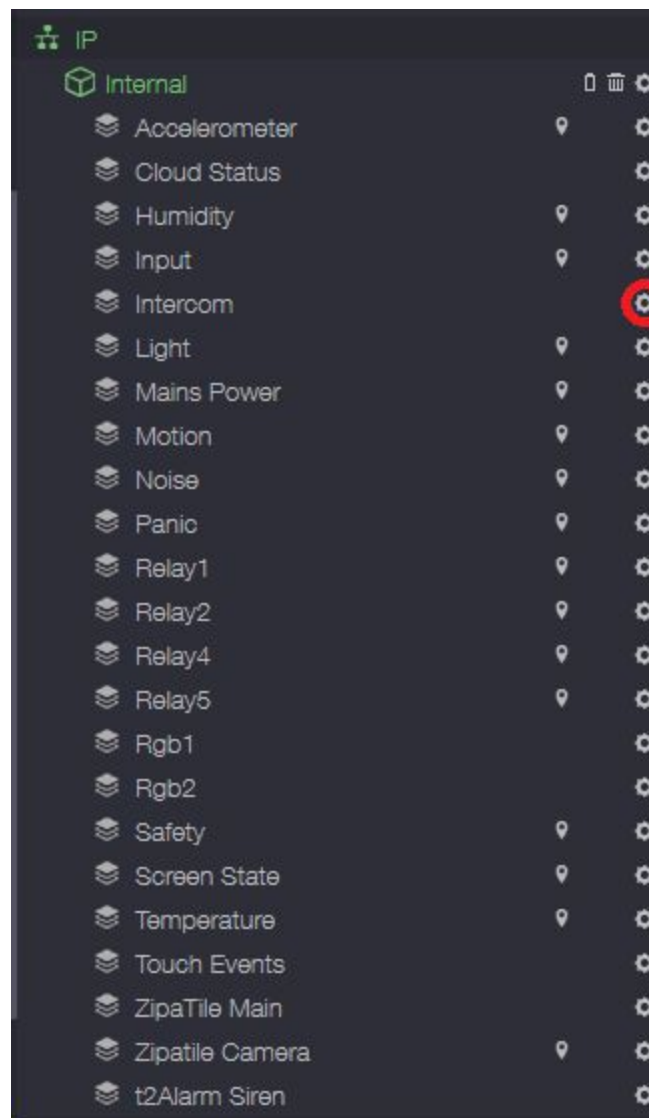 IP
Internal
Accelerometer
Cloud Status
Humidity
Input
Intercom
Light
Mains Power
Motion
Noise
Panic
Relay1
Relay2
Relay4
Relay5
Rgb1
Rgb2
Safety
Screen State
Temperature
Touch Events
ZipaTile Main
Zipatile Camera
t2Alarm Siren